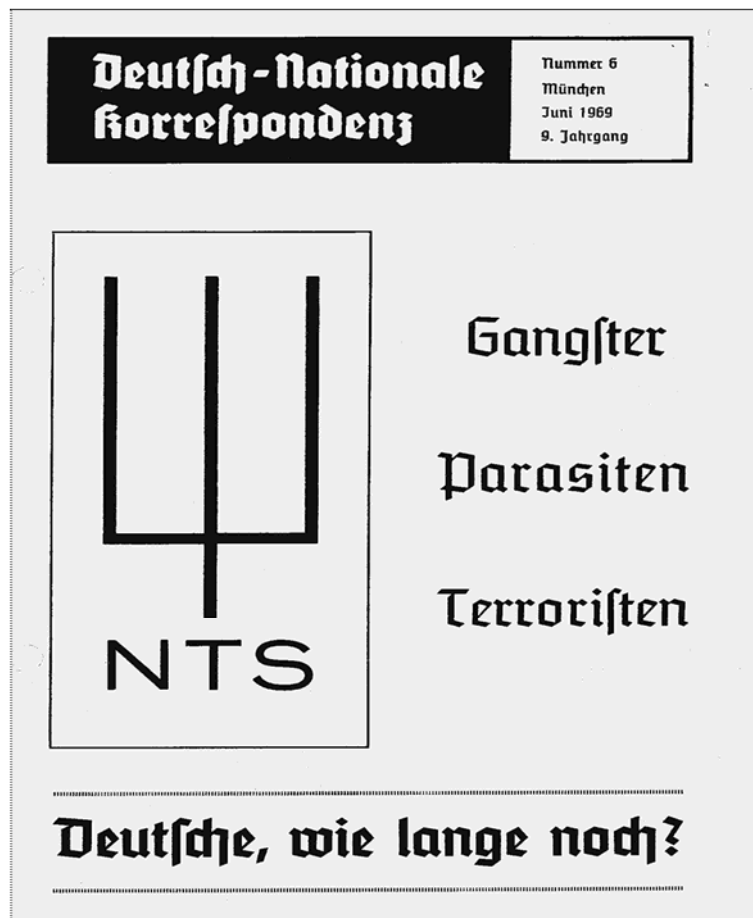 Deutſch-Nationale
Korreſpondenz
Nummer 6
München
Juni 1969
9. Jahrgang
Gangſter
Parasiten
Terroriſten
NTS
Deutſche, wie lange noch?